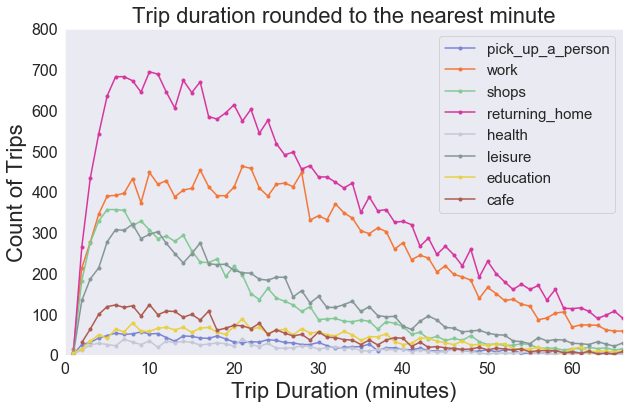 Trip duration rounded to the nearest minute
800
700
600
500
400
300
200
100
0
Count of Trips
pick_up_a_person
work
shops
returning_home
health
leisure
education
cafe
0 10 20 30 40 50 60
Trip Duration (minutes)